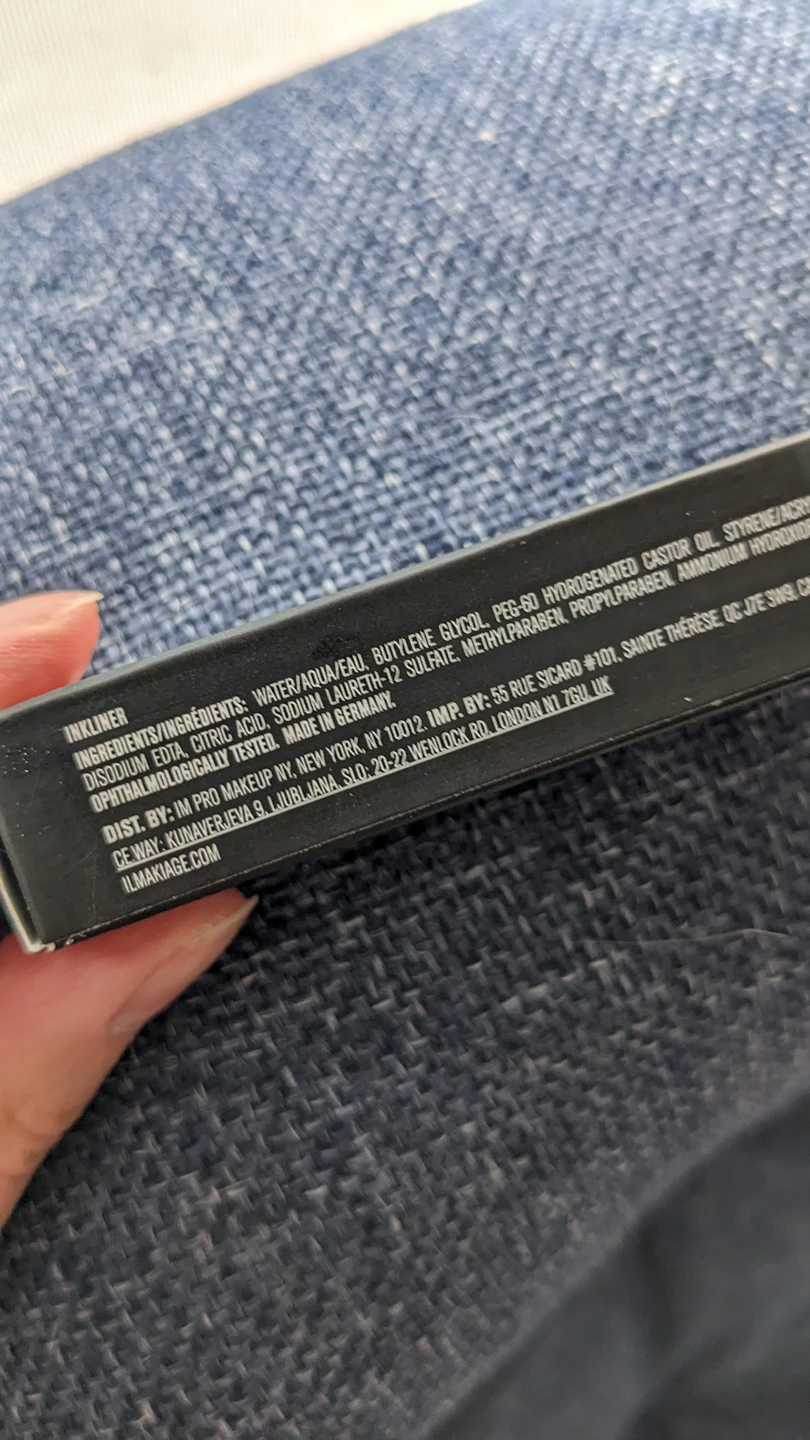 INKLINER
INGREDIENTS/INGRÉDIENTS: WATER/AQUA/EAU, BUTYLENE GLYCOL, PEG-60 HYDROGENATED CASTOR OIL, STYRENE/ACRY
DISODIUM EDTA, CITRIC ACID, SODIUM LAURETH-12 SULFATE, METHYLPARABEN, PROPYLPARABEN, AMMONIUM HYDROXID
OPHTHALMOLOGICALLY TESTED. MADE IN GERMANY.
DIST. BY: IM PRO MAKEUP NY, NEW YORK, NY 10012. IMP. BY: 55 RUE SICARD #101, SAINTE THÉRÈSE, QC J7E 5W9,
CE.WAY: KUNAVERJEVA 9, LJUBLJANA, SLO; 20-22 WENLOCK RD, LONDON N1 7GU, UK
ILMAKIAGE.COM